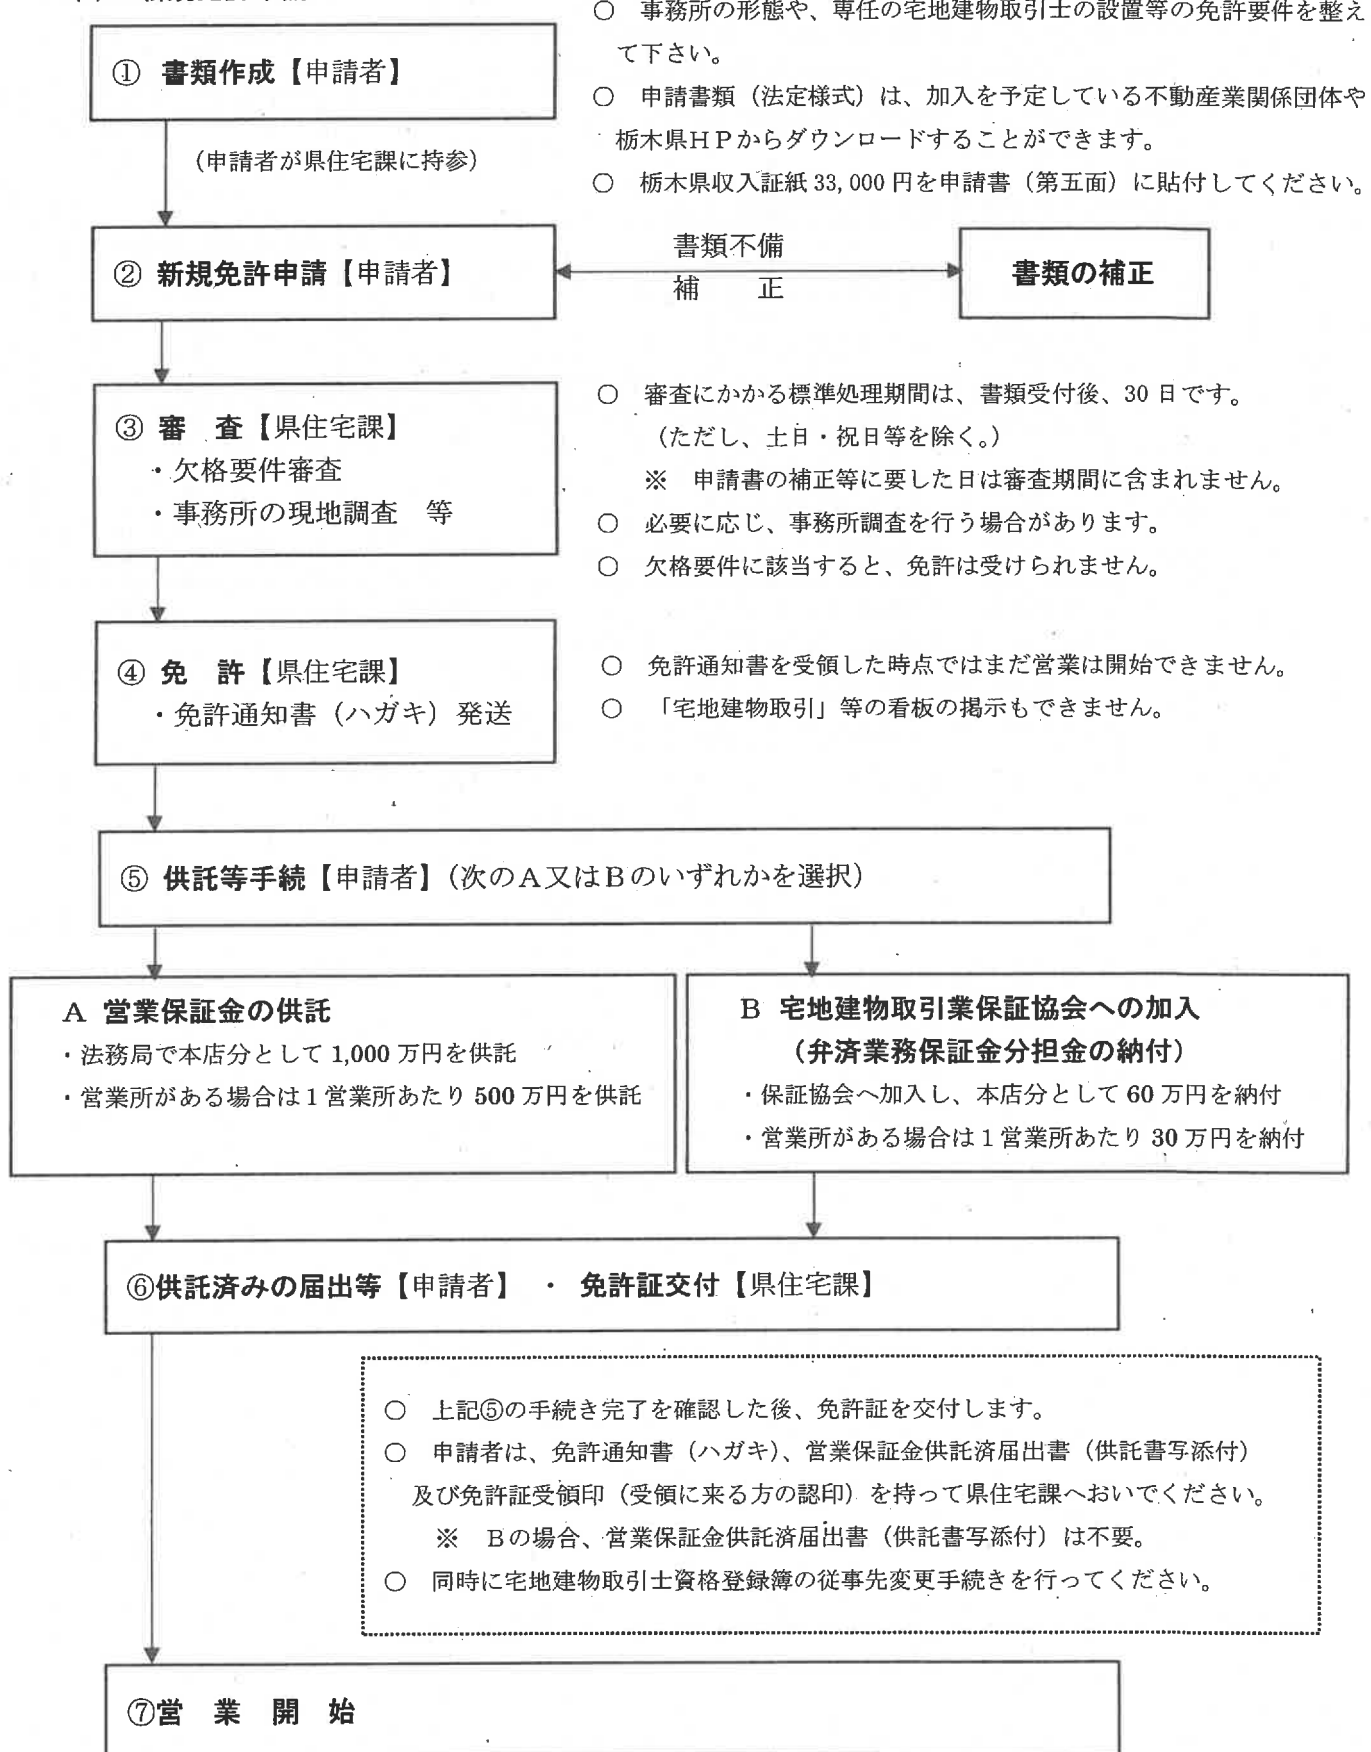 ○　事務所の形態や、専任の宅地建物取引士の設置等の免許要件を整え
て下さい。
① 書類作成【申請者】
○　申請書類（法定様式）は、加入を予定している不動産業関係団体や
栃木県HPからダウンロードすることができます。
（申請者が県住宅課に持参）
○　栃木県収入証紙 33,000 円を申請書（第五面）に貼付してください。
② 新規免許申請【申請者】
書類不備
補　　正
書類の補正
③ 審　査【県住宅課】
・欠格要件審査
・事務所の現地調査　等
○　審査にかかる標準処理期間は、書類受付後、30 日です。
（ただし、土日・祝日等を除く。）
※　申請書の補正等に要した日は審査期間に含まれません。
○　必要に応じ、事務所調査を行う場合があります。
○　欠格要件に該当すると、免許は受けられません。
④ 免　許【県住宅課】
・免許通知書（ハガキ）発送
○　免許通知書を受領した時点ではまだ営業は開始できません。
○　「宅地建物取引」等の看板の掲示もできません。
⑤ 供託等手続【申請者】（次のA又はBのいずれかを選択）
A 営業保証金の供託
・法務局で本店分として 1,000 万円を供託
・営業所がある場合は 1 営業所あたり 500 万円を供託
B 宅地建物取引業保証協会への加入
（弁済業務保証金分担金の納付）
・保証協会へ加入し、本店分として 60 万円を納付
・営業所がある場合は 1 営業所あたり 30 万円を納付
⑥供託済みの届出等【申請者】　・　免許証交付【県住宅課】
○　上記⑤の手続き完了を確認した後、免許証を交付します。
○　申請者は、免許通知書（ハガキ）、営業保証金供託済届出書（供託書写添付）
及び免許証受領印（受領に来る方の認印）を持って県住宅課へおいでください。
※　Bの場合、営業保証金供託済届出書（供託書写添付）は不要。
○　同時に宅地建物取引士資格登録簿の従事先変更手続きを行ってください。
⑦営　業　開　始